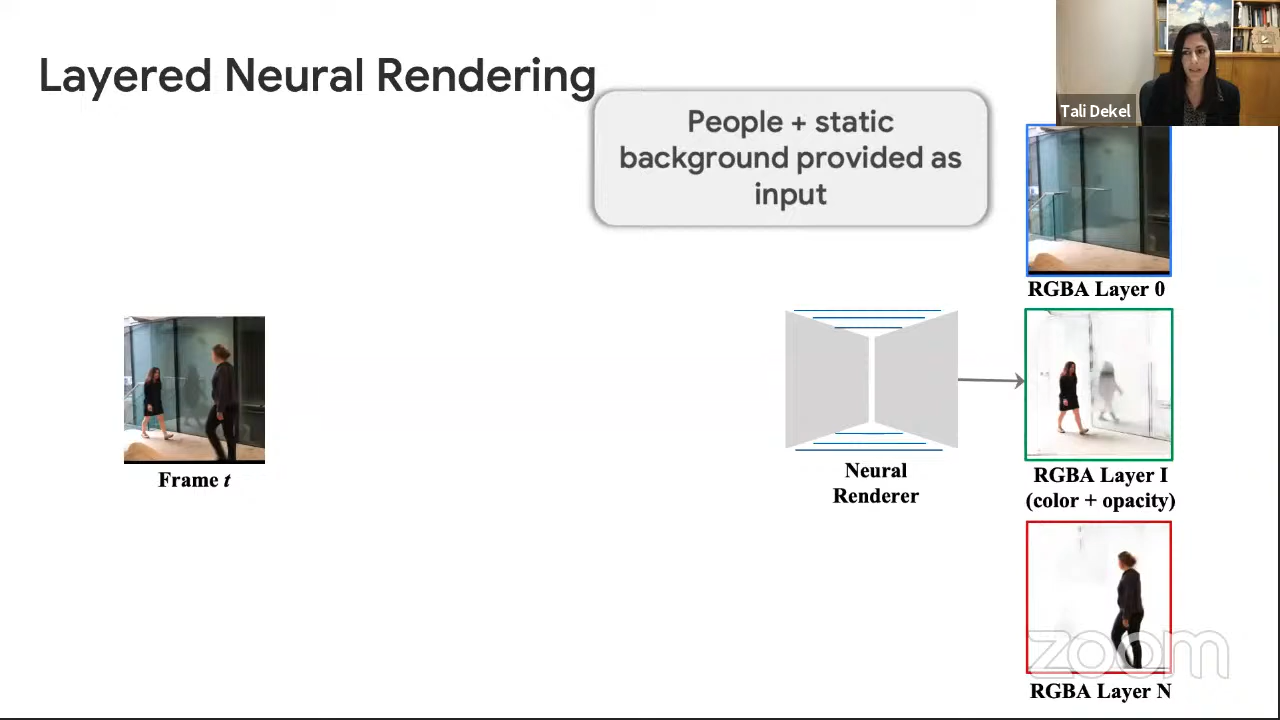 Layered Neural Rendering
People + static
background provided as
input
Tali Dekel
RGBA Layer 0
Frame t
Neural
Renderer
RGBA Layer I
(color + opacity)
zoom
RGBA Layer N